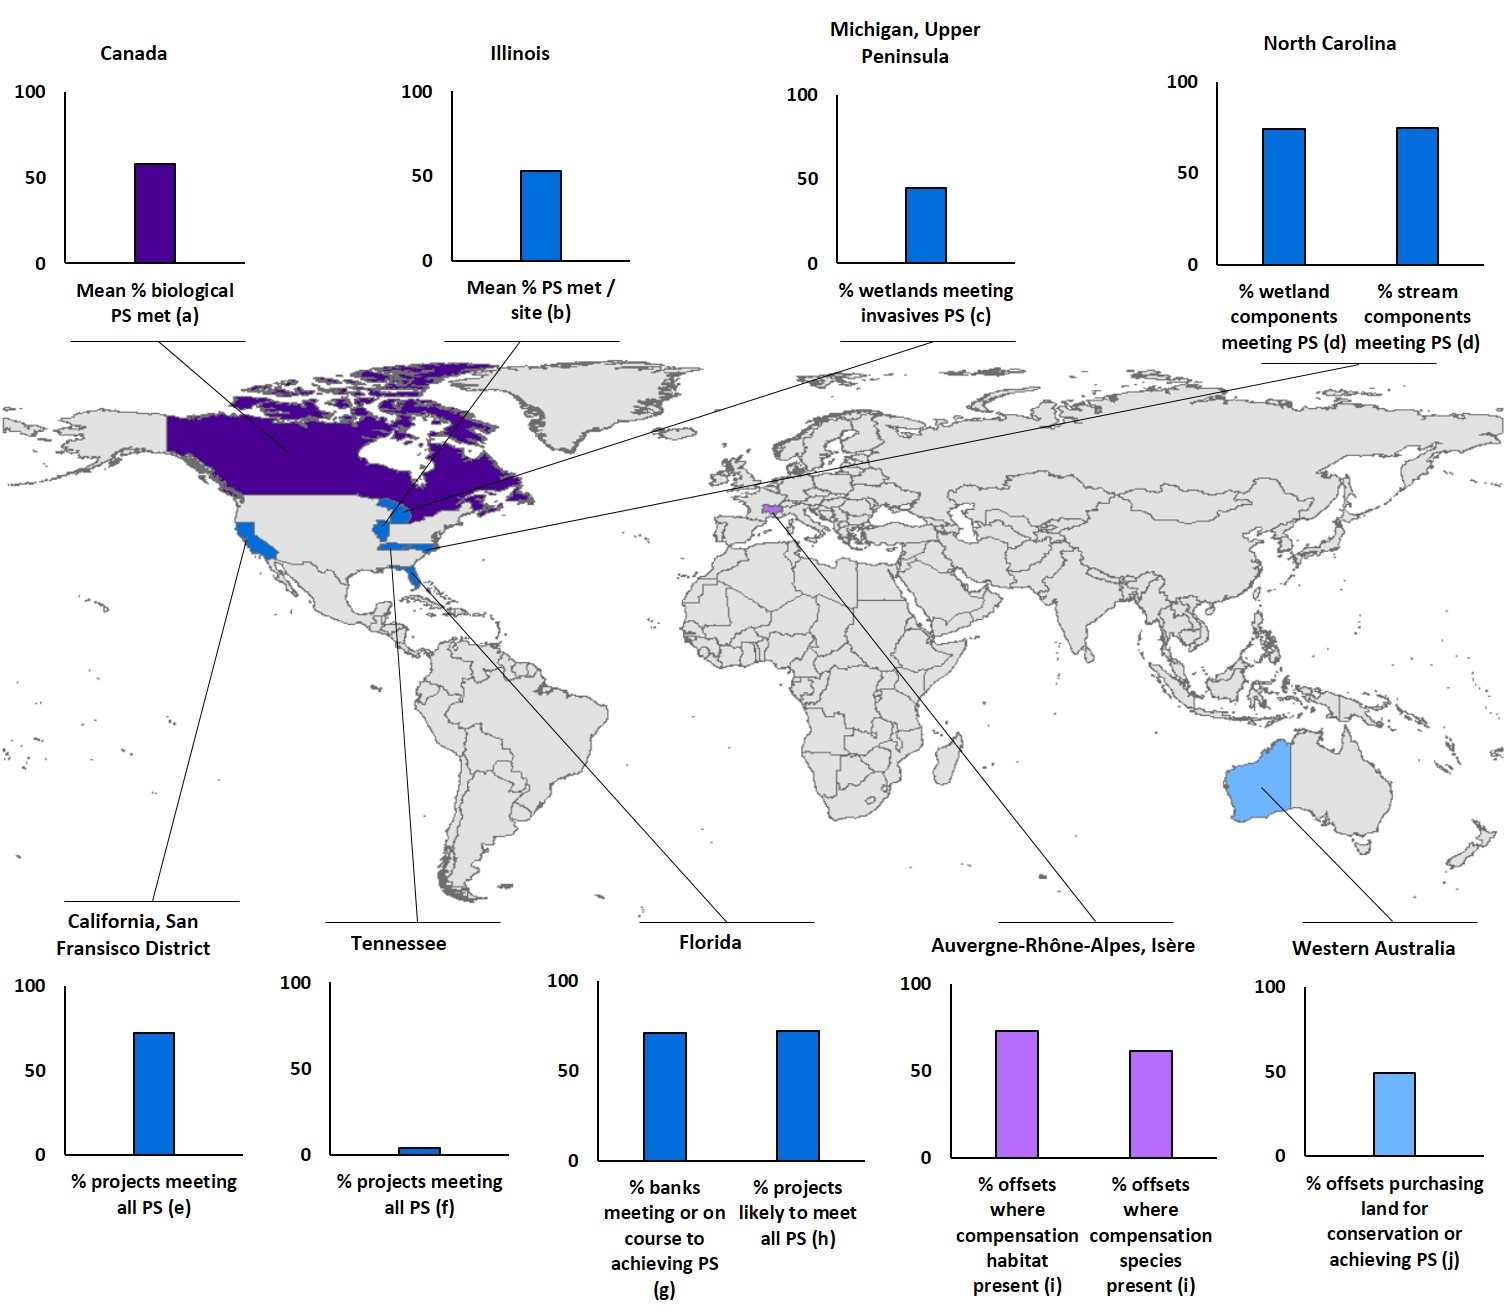 Canada
100
50
0
Mean % biological
PS met (a)
Illinois
100
50
0
Mean % PS met /
site (b)
Michigan, Upper
Peninsula
100
50
0
% wetlands meeting
invasives PS (c)
North Carolina
100
50
0
% wetland
components
meeting PS (d)
% stream
components
meeting PS (d)
California, San
Fransisco District
100
50
0
% projects meeting
all PS (e)
Tennessee
100
50
0
% projects meeting
all PS (f)
Florida
100
50
0
% banks
meeting or on
course to
achieving PS
(g)
% projects
likely to meet
all PS (h)
Auvergne-Rhône-Alpes, Isère
100
50
0
% offsets
where
compensation
habitat
present (i)
% offsets
where
compensation
species
present (i)
Western Australia
100
50
0
% offsets purchasing
land for
conservation or
achieving PS (j)